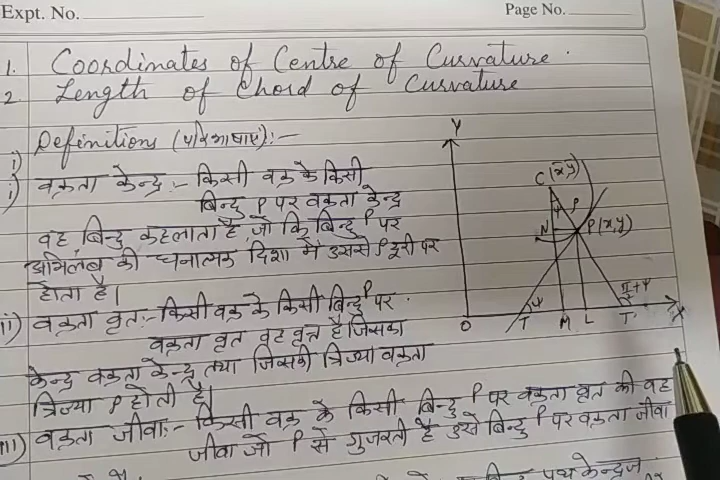 Expt. No.
Page No.
1. Coordinates of Centre of Curvature.
2 Length of Chord of Curvature
Definitions (परिभाषाएं):-
i) वक्रता केन्द्र:- किसी वक्र के किसी
बिन्दु P पर वक्रता केन्द्र
वह बिन्दु कहलाता है, जो कि बिन्दु P पर
अभिलंब की धनात्मक दिशा में उससे ρ दूरी पर
होता है।
ii) वक्रता वृत:- किसी वक्र के किसी बिन्दु P पर
वक्रता वृत वह वृत्त है जिसका
केन्द्र वक्रता केन्द्र तथा जिसकी त्रिज्या वक्रता
त्रिज्या ρ होती है।
iii) वक्रता जीवा:- किसी वक्र के किसी बिन्दु P पर वक्रता वृत की वह
जीवा जो P से गुजरती है उसे बिन्दु P पर वक्रता जीवा
पथ केन्द्रज
Y
C (x̄, ȳ)
ψ ρ
N P(x,y)
ψ π/2+ψ
O T M L T' X